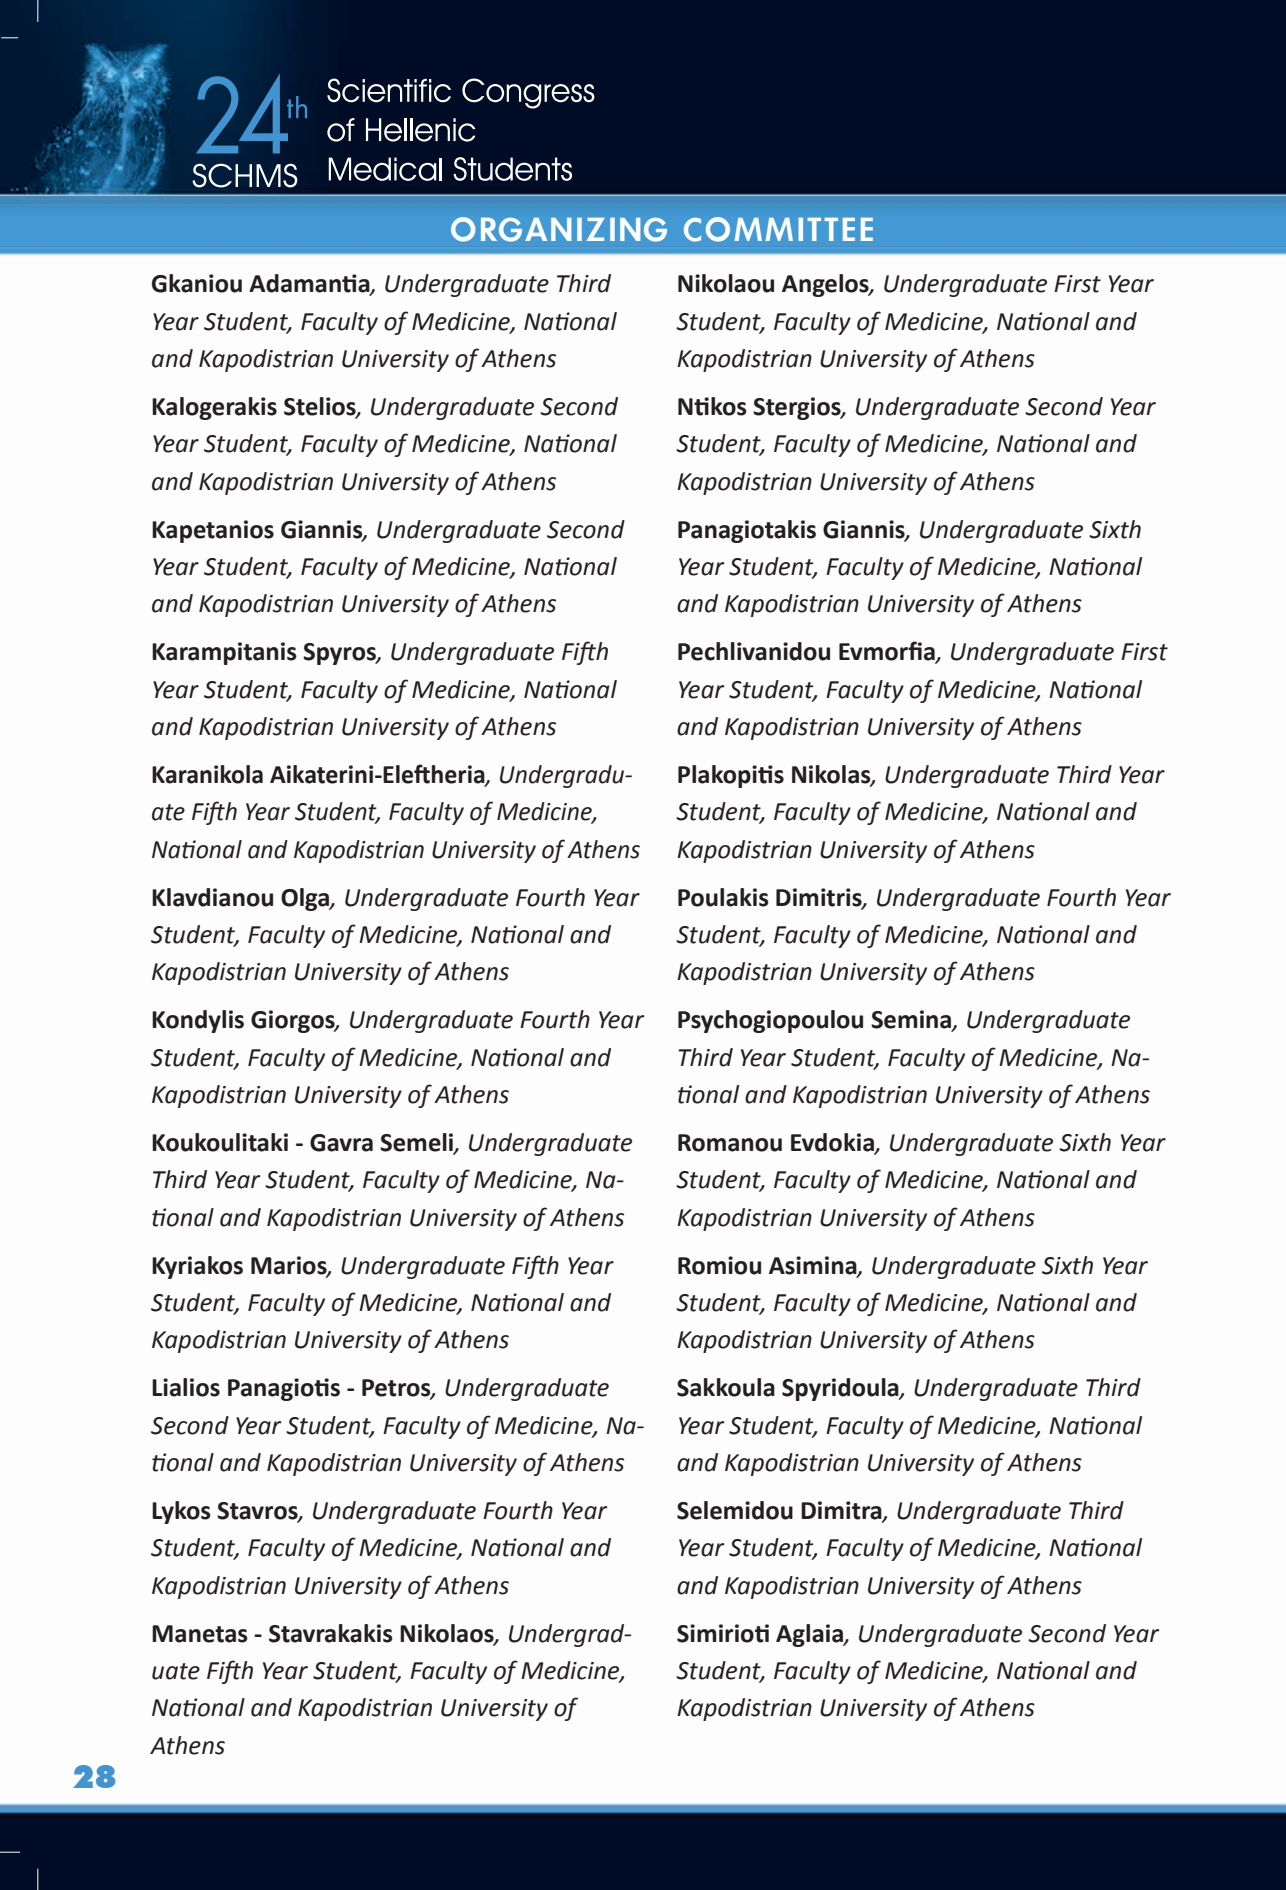 24th
SCHMS
Scientific Congress
of Hellenic
Medical Students
ORGANIZING COMMITTEE
Gkaniou Adamantia, Undergraduate Third
Year Student, Faculty of Medicine, National
and Kapodistrian University of Athens
Kalogerakis Stelios, Undergraduate Second
Year Student, Faculty of Medicine, National
and Kapodistrian University of Athens
Kapetanios Giannis, Undergraduate Second
Year Student, Faculty of Medicine, National
and Kapodistrian University of Athens
Karampitanis Spyros, Undergraduate Fifth
Year Student, Faculty of Medicine, National
and Kapodistrian University of Athens
Karanikola Aikaterini-Eleftheria, Undergradu-
ate Fifth Year Student, Faculty of Medicine,
National and Kapodistrian University of Athens
Klavdianou Olga, Undergraduate Fourth Year
Student, Faculty of Medicine, National and
Kapodistrian University of Athens
Kondylis Giorgos, Undergraduate Fourth Year
Student, Faculty of Medicine, National and
Kapodistrian University of Athens
Koukoulitaki - Gavra Semeli, Undergraduate
Third Year Student, Faculty of Medicine, Na-
tional and Kapodistrian University of Athens
Kyriakos Marios, Undergraduate Fifth Year
Student, Faculty of Medicine, National and
Kapodistrian University of Athens
Lialios Panagiotis - Petros, Undergraduate
Second Year Student, Faculty of Medicine, Na-
tional and Kapodistrian University of Athens
Lykos Stavros, Undergraduate Fourth Year
Student, Faculty of Medicine, National and
Kapodistrian University of Athens
Manetas - Stavrakakis Nikolaos, Undergrad-
uate Fifth Year Student, Faculty of Medicine,
National and Kapodistrian University of
Athens
Nikolaou Angelos, Undergraduate First Year
Student, Faculty of Medicine, National and
Kapodistrian University of Athens
Ntikos Stergios, Undergraduate Second Year
Student, Faculty of Medicine, National and
Kapodistrian University of Athens
Panagiotakis Giannis, Undergraduate Sixth
Year Student, Faculty of Medicine, National
and Kapodistrian University of Athens
Pechlivanidou Evmorfia, Undergraduate First
Year Student, Faculty of Medicine, National
and Kapodistrian University of Athens
Plakopitis Nikolas, Undergraduate Third Year
Student, Faculty of Medicine, National and
Kapodistrian University of Athens
Poulakis Dimitris, Undergraduate Fourth Year
Student, Faculty of Medicine, National and
Kapodistrian University of Athens
Psychogiopoulou Semina, Undergraduate
Third Year Student, Faculty of Medicine, Na-
tional and Kapodistrian University of Athens
Romanou Evdokia, Undergraduate Sixth Year
Student, Faculty of Medicine, National and
Kapodistrian University of Athens
Romiou Asimina, Undergraduate Sixth Year
Student, Faculty of Medicine, National and
Kapodistrian University of Athens
Sakkoula Spyridoula, Undergraduate Third
Year Student, Faculty of Medicine, National
and Kapodistrian University of Athens
Selemidou Dimitra, Undergraduate Third
Year Student, Faculty of Medicine, National
and Kapodistrian University of Athens
Simirioti Aglaia, Undergraduate Second Year
Student, Faculty of Medicine, National and
Kapodistrian University of Athens
28